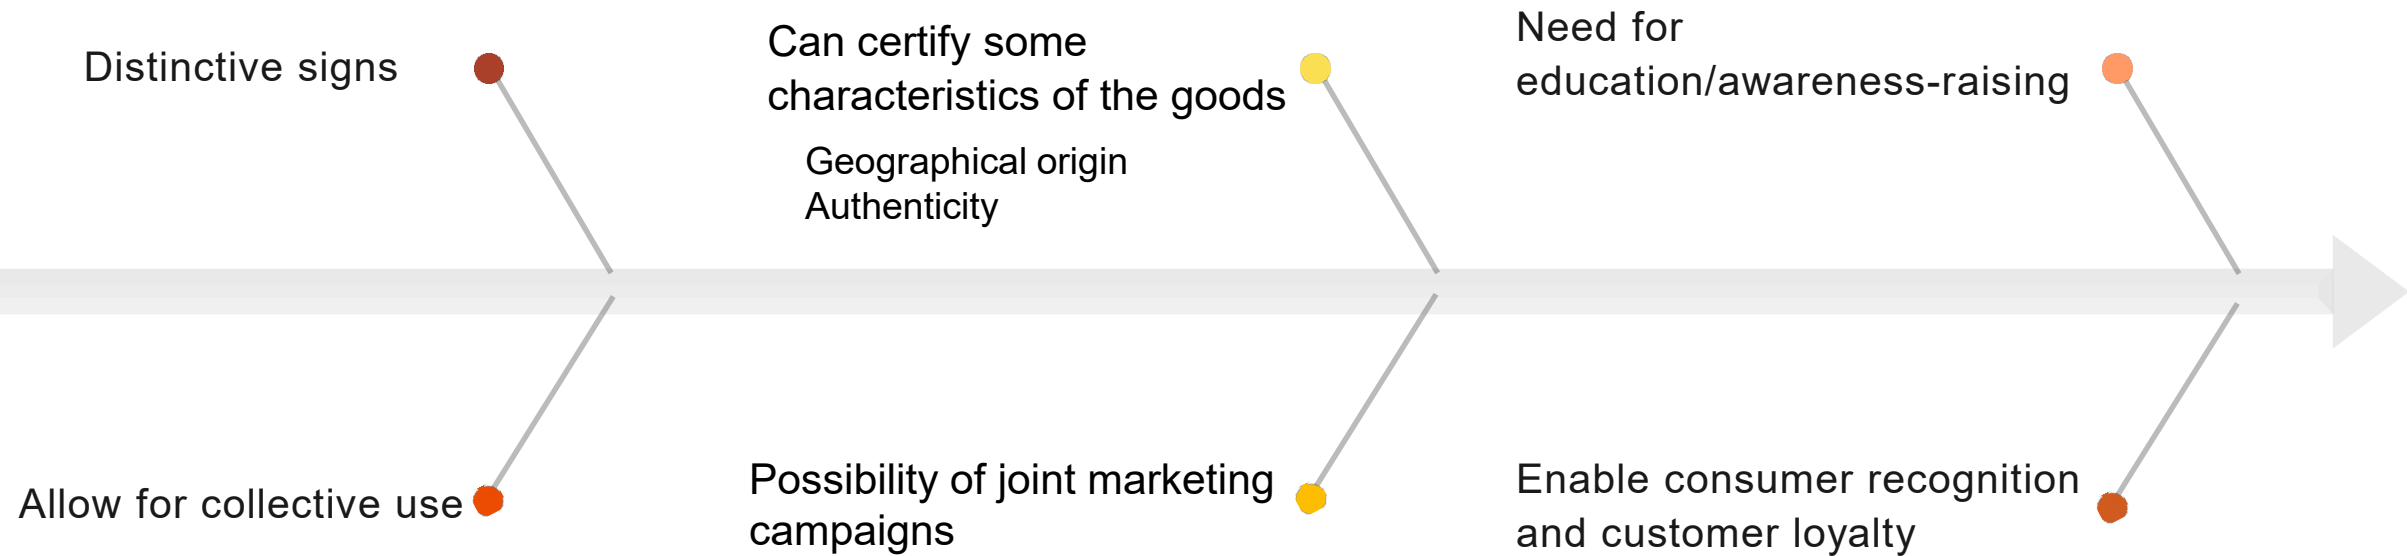 Distinctive signs
Can certify some
characteristics of the goods
Geographical origin
Authenticity
Need for
education/awareness-raising
Allow for collective use
Possibility of joint marketing
campaigns
Enable consumer recognition
and customer loyalty